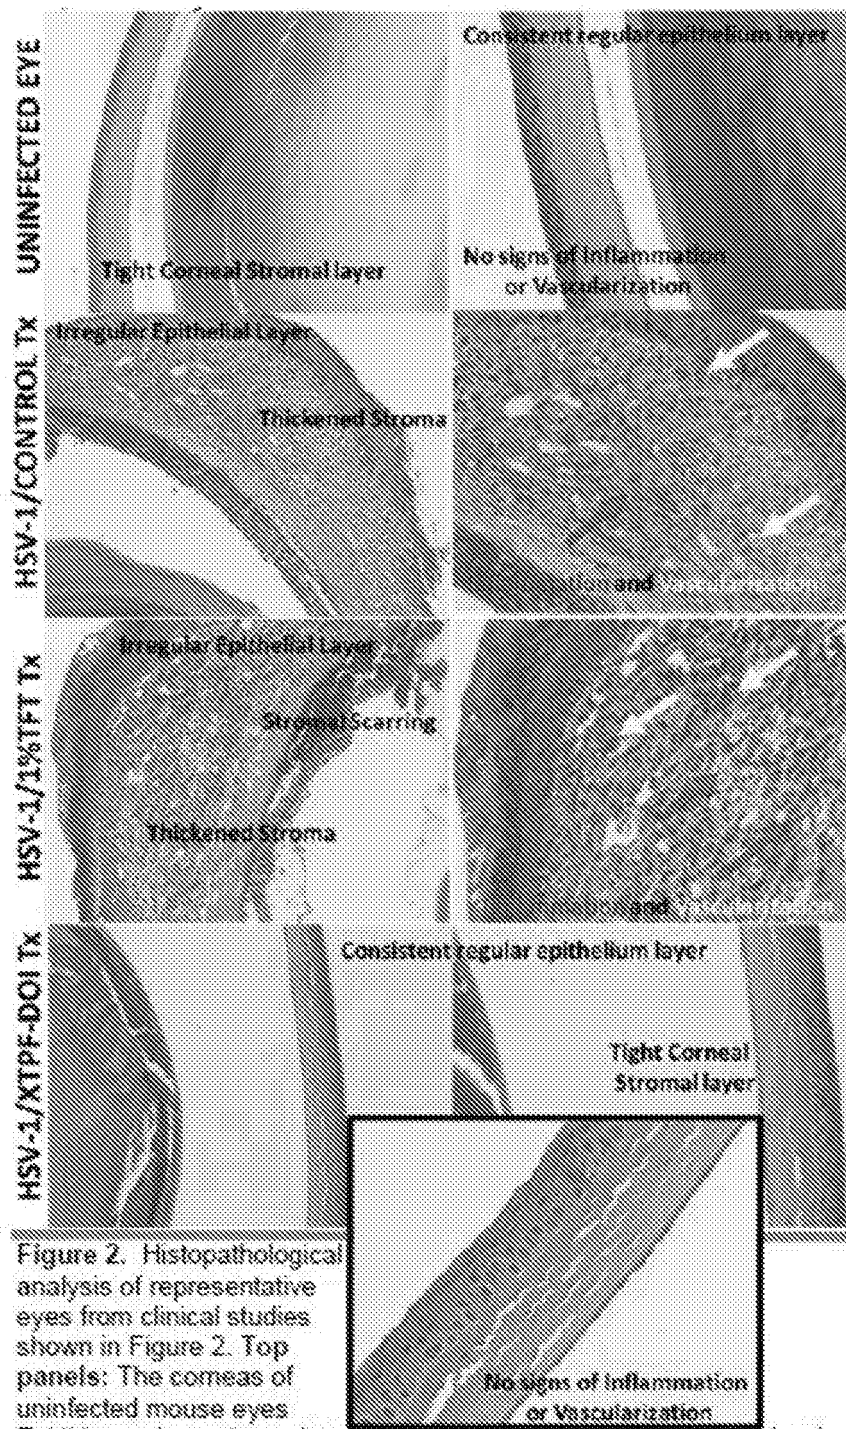 UNINFECTED EYE
Consistent regular epithelium layer
Tight Corneal Stromal layer
No signs of Inflammation
or Vascularization
HSV-1/CONTROL Tx
Irregular Epithelial Layer
Thickened Stroma
and
HSV-1/1%TFT Tx
Irregular Epithelial Layer
Stromal Scarring
Thickened Stroma
and
HSV-1/XTPF-DOI Tx
Consistent regular epithelium layer
Tight Corneal
Stromal layer
No signs of Inflammation
or Vascularization
Figure 2. Histopathological
analysis of representative
eyes from clinical studies
shown in Figure 2. Top
panels: The corneas of
uninfected mouse eyes